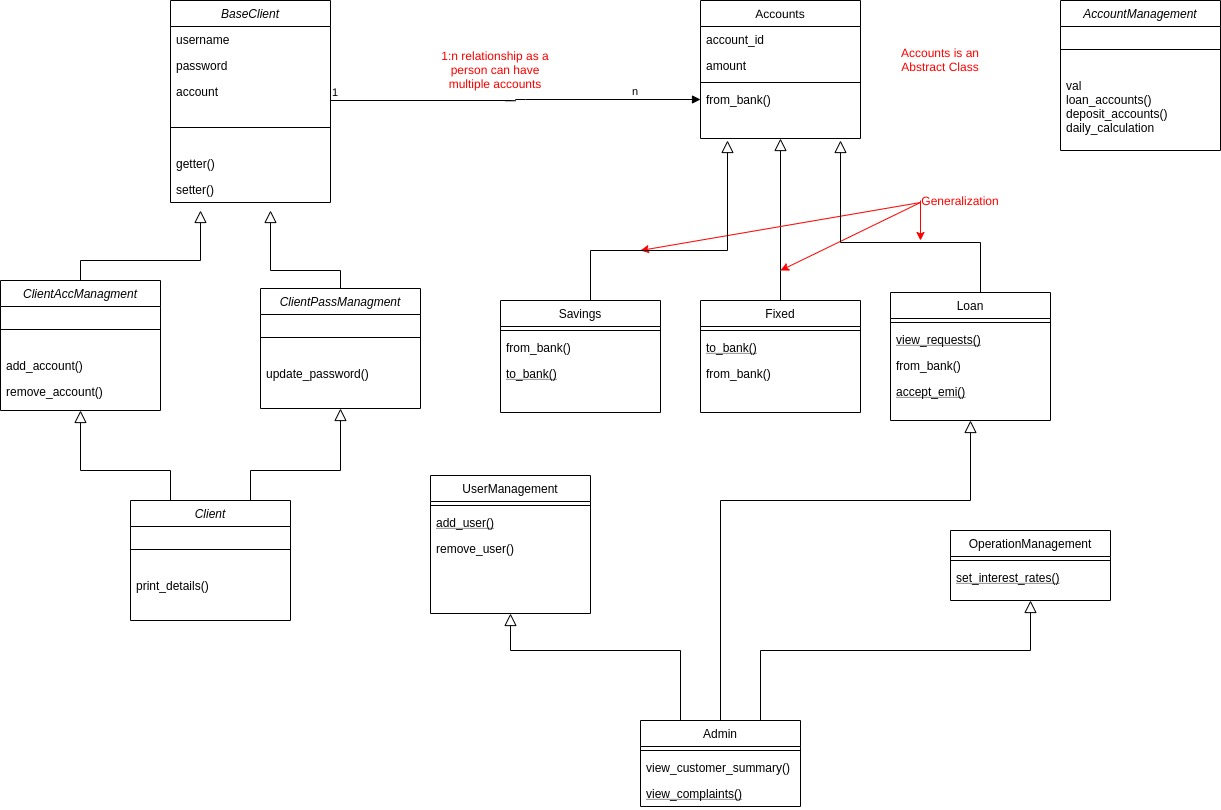 BaseClient
username
password
account
getter()
setter()
1:n relationship as a
person can have
multiple accounts
1
n
Accounts
account_id
amount
from_bank()
Accounts is an
Abstract Class
AccountManagement
val
loan_accounts()
deposit_accounts()
daily_calculation
Generalization
ClientAccManagment
add_account()
remove_account()
ClientPassManagment
update_password()
Savings
from_bank()
to_bank()
Fixed
to_bank()
from_bank()
Loan
view_requests()
from_bank()
accept_emi()
Client
print_details()
UserManagement
add_user()
remove_user()
OperationManagement
set_interest_rates()
Admin
view_customer_summary()
view_complaints()